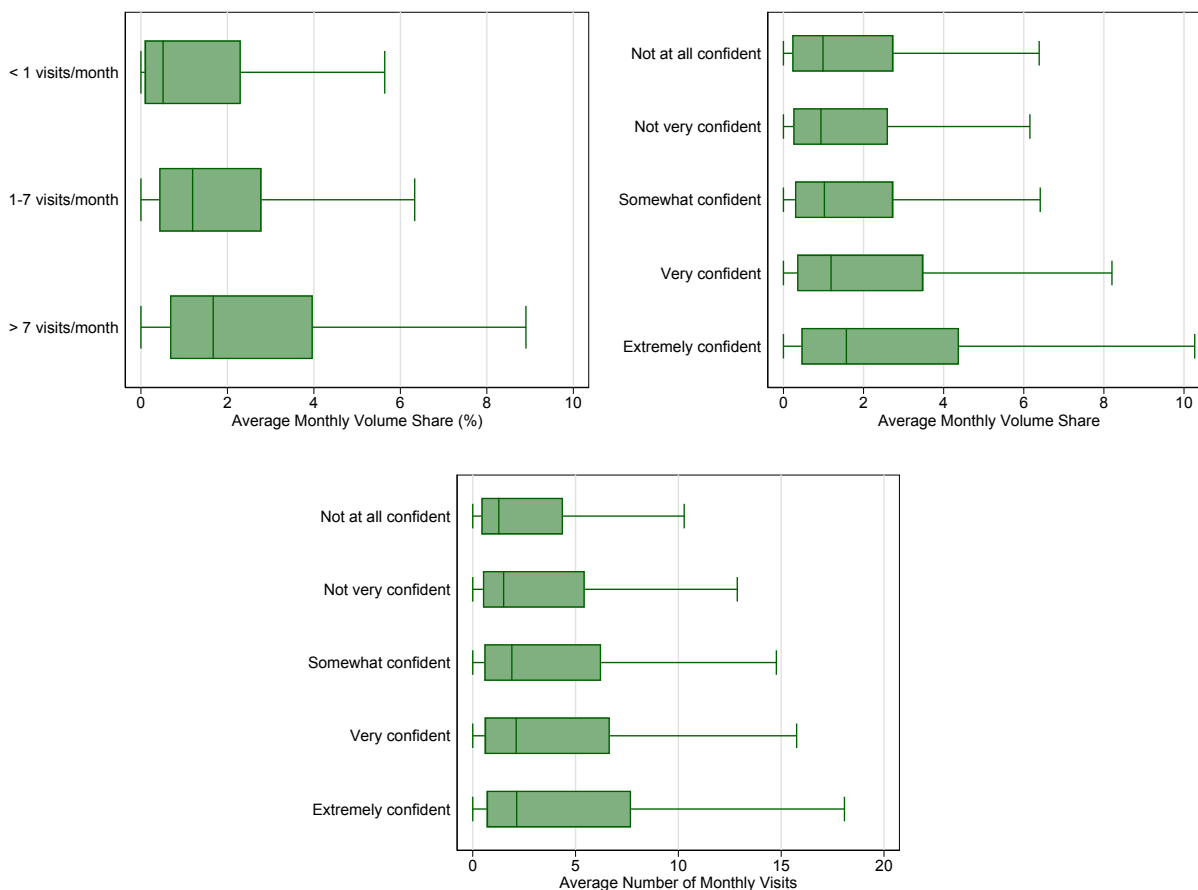 < 1 visits/month
1-7 visits/month
> 7 visits/month
0 2 4 6 8 10
Average Monthly Volume Share (%)
Not at all confident
Not very confident
Somewhat confident
Very confident
Extremely confident
0 2 4 6 8 10
Average Monthly Volume Share
Not at all confident
Not very confident
Somewhat confident
Very confident
Extremely confident
0 5 10 15 20
Average Number of Monthly Visits